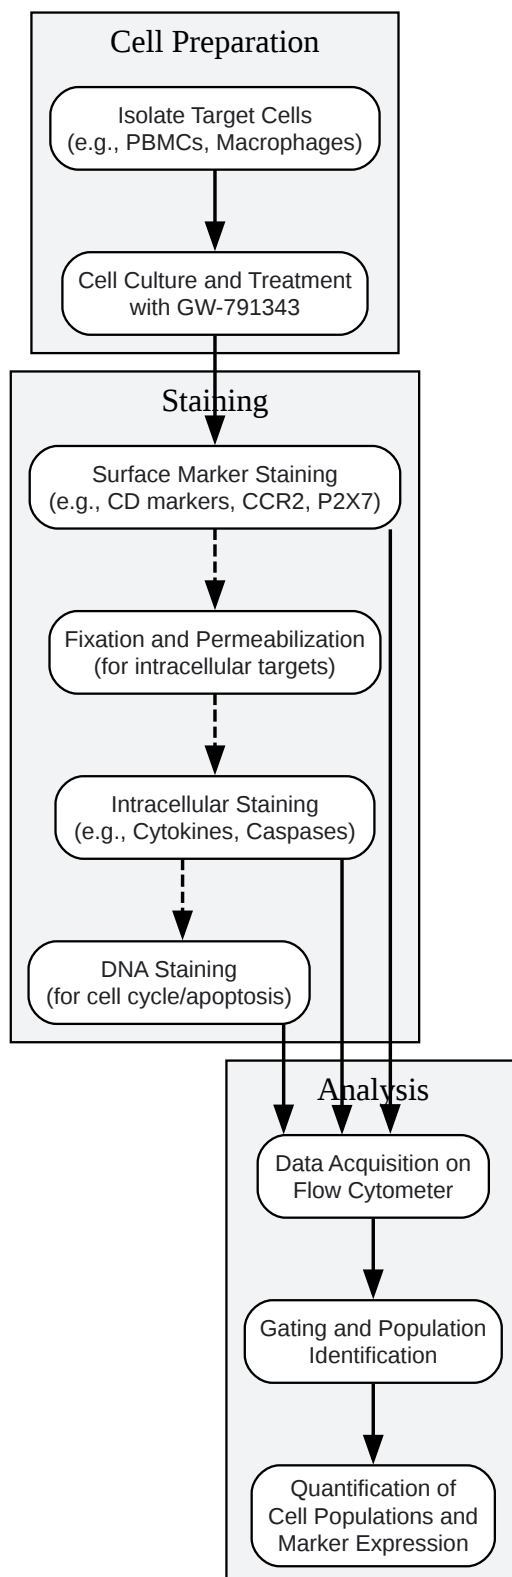 Cell Preparation
Isolate Target Cells
(e.g., PBMCs, Macrophages)
Cell Culture and Treatment
with GW-791343
Staining
Surface Marker Staining
(e.g., CD markers, CCR2, P2X7)
Fixation and Permeabilization
(for intracellular targets)
Intracellular Staining
(e.g., Cytokines, Caspases)
DNA Staining
(for cell cycle/apoptosis)
Analysis
Data Acquisition on
Flow Cytometer
Gating and Population
Identification
Quantification of
Cell Populations and
Marker Expression